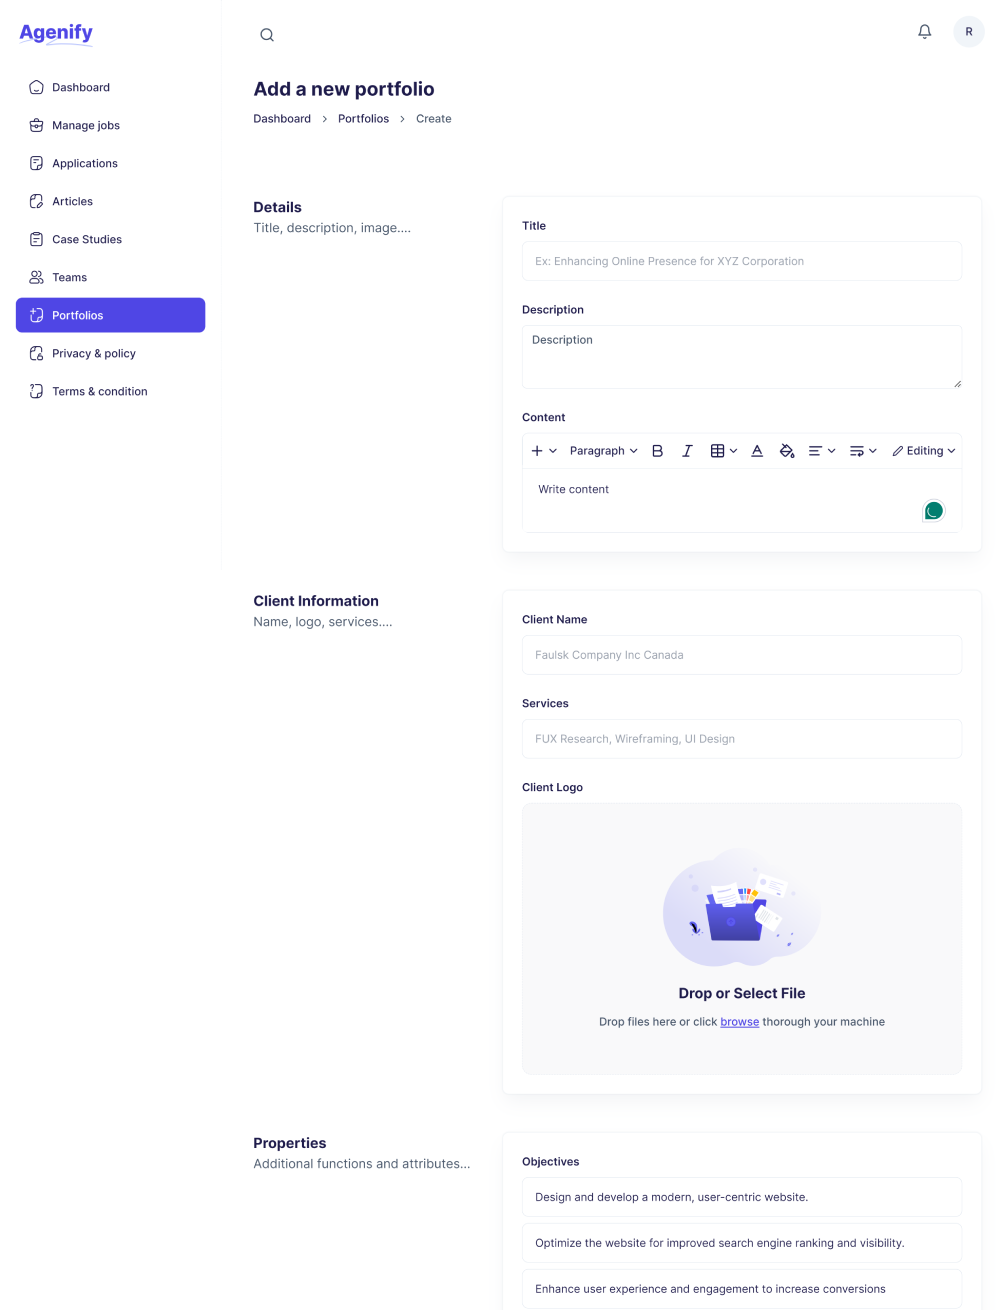 Agenify
R
Dashboard
Manage jobs
Applications
Articles
Case Studies
Teams
Portfolios
Privacy & policy
Terms & condition
Add a new portfolio
Dashboard > Portfolios > Create
Details
Title, description, image....
Title
Ex: Enhancing Online Presence for XYZ Corporation
Description
Description
Content
Paragraph B I A Editing
Write content
Client Information
Name, logo, services....
Client Name
Faulsk Company Inc Canada
Services
FUX Research, Wireframing, UI Design
Client Logo
Drop or Select File
Drop files here or click browse thorough your machine
Properties
Additional functions and attributes...
Objectives
Design and develop a modern, user-centric website.
Optimize the website for improved search engine ranking and visibility.
Enhance user experience and engagement to increase conversions